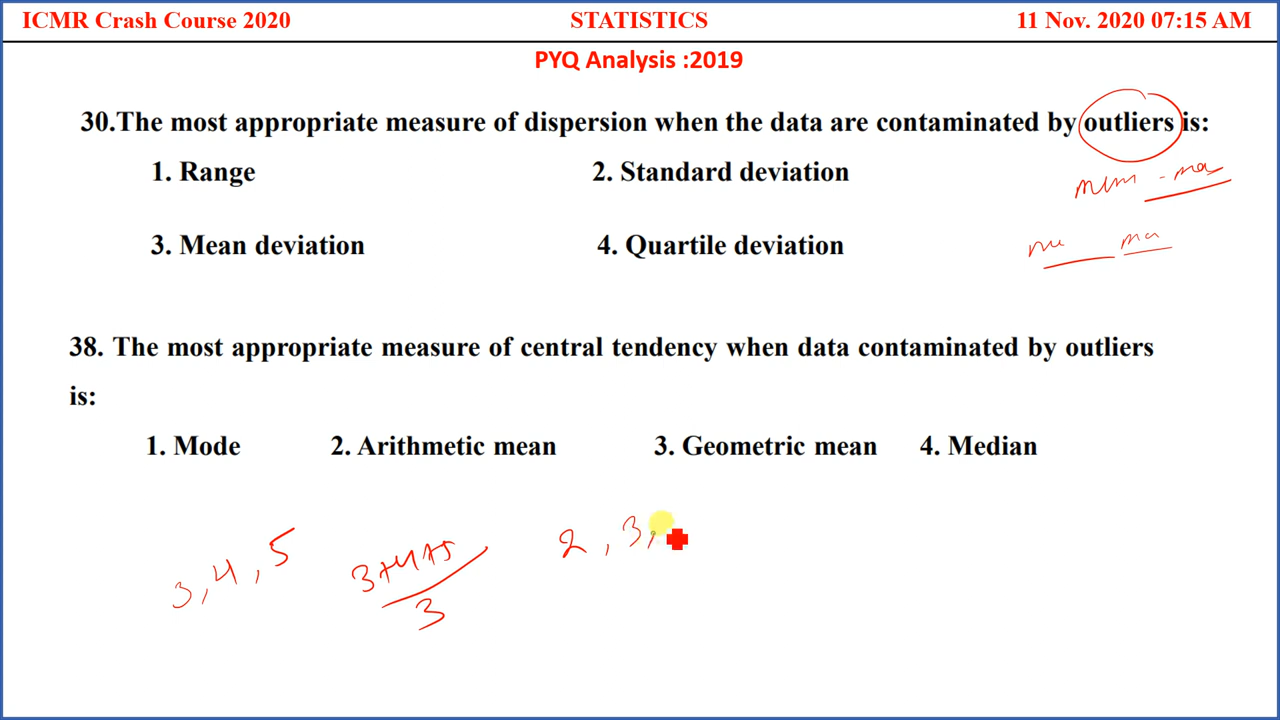 ICMR Crash Course 2020 STATISTICS 11 Nov. 2020 07:15 AM
PYQ Analysis :2019
30.The most appropriate measure of dispersion when the data are contaminated by outliers is:
1. Range 2. Standard deviation
3. Mean deviation 4. Quartile deviation
38. The most appropriate measure of central tendency when data contaminated by outliers
is:
1. Mode 2. Arithmetic mean 3. Geometric mean 4. Median
3, 4, 5 3+4+5 2, 3,
3